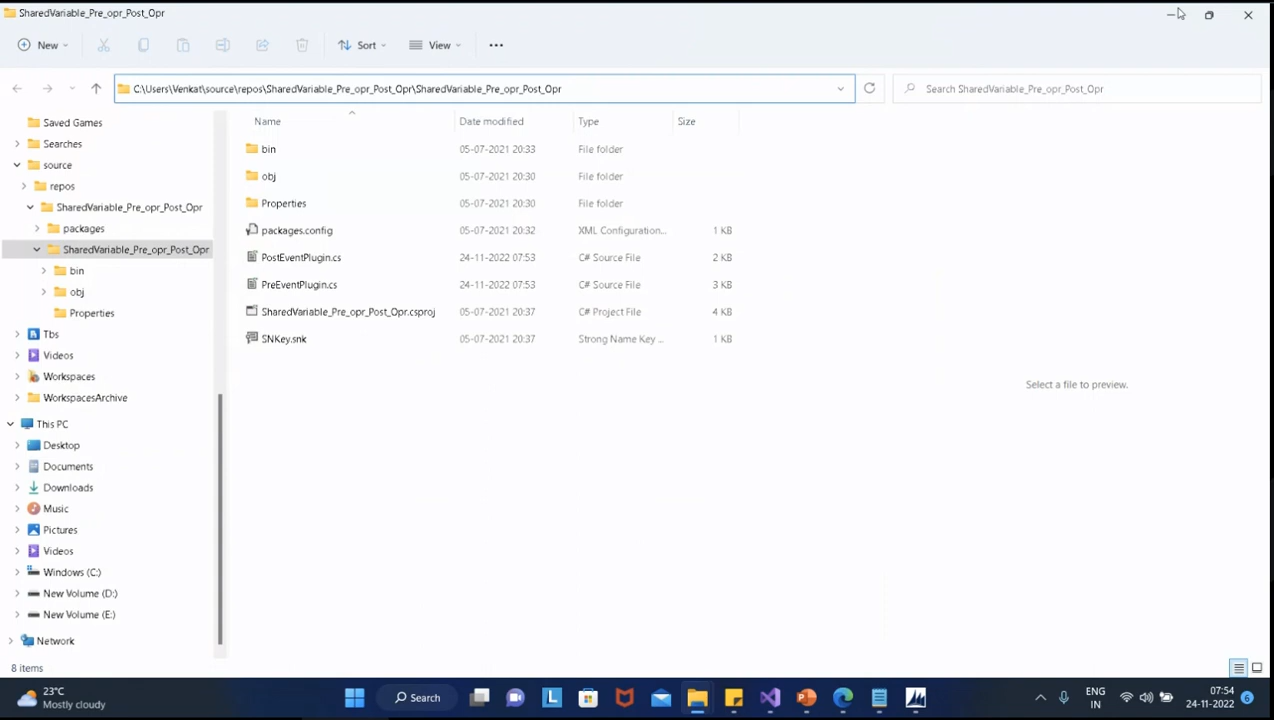 SharedVariable_Pre_opr_Post_Opr
New
Sort
View
C:\Users\Venkat\source\repos\SharedVariable_Pre_opr_Post_Opr\SharedVariable_Pre_opr_Post_Opr
Search SharedVariable_Pre_opr_Post_Opr
Saved Games
Searches
source
repos
SharedVariable_Pre_opr_Post_Opr
packages
SharedVariable_Pre_opr_Post_Opr
bin
obj
Properties
Tbs
Videos
Workspaces
WorkspacesArchive
This PC
Desktop
Documents
Downloads
Music
Pictures
Videos
Windows (C:)
New Volume (D:)
New Volume (E:)
Network
Name Date modified Type Size
bin 05-07-2021 20:33 File folder
obj 05-07-2021 20:30 File folder
Properties 05-07-2021 20:30 File folder
packages.config 05-07-2021 20:32 XML Configuration... 1 KB
PostEventPlugin.cs 24-11-2022 07:53 C# Source File 2 KB
PreEventPlugin.cs 24-11-2022 07:53 C# Source File 3 KB
SharedVariable_Pre_opr_Post_Opr.csproj 05-07-2021 20:37 C# Project File 4 KB
SNKey.snk 05-07-2021 20:37 Strong Name Key ... 1 KB
Select a file to preview.
8 items
23°C
Mostly cloudy
Search
ENG
IN
07:54
24-11-2022
6